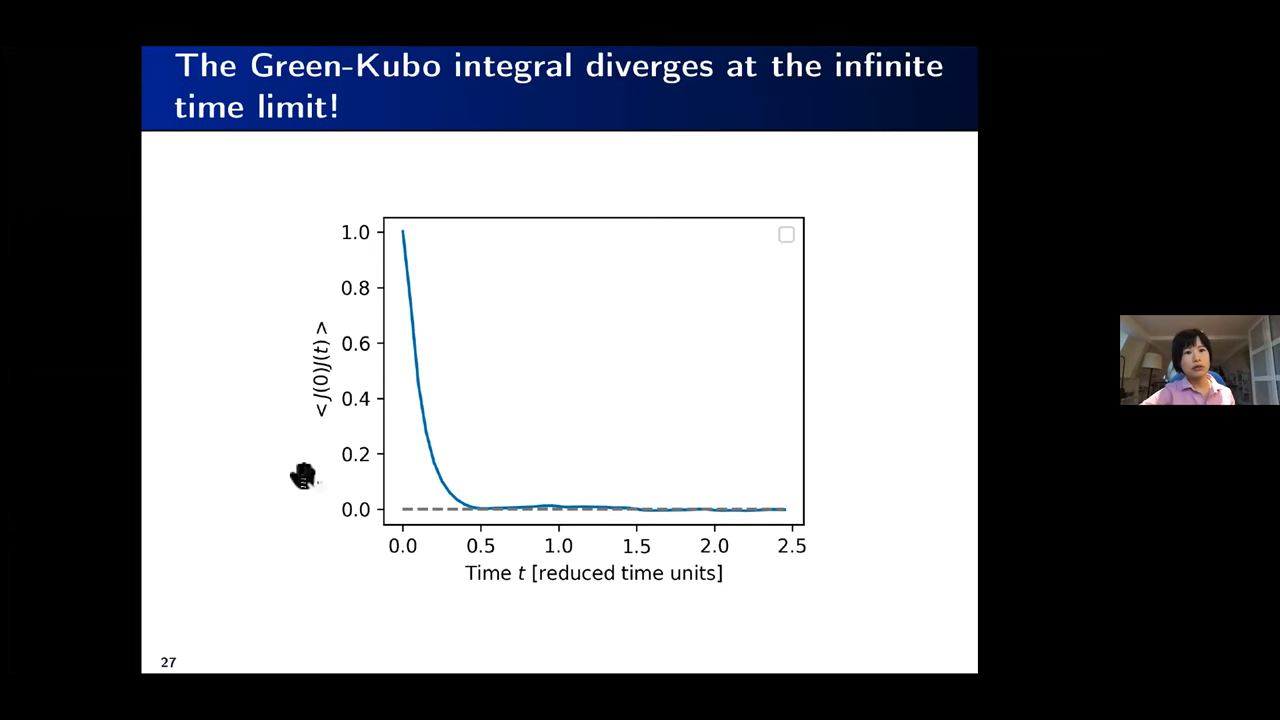 The Green-Kubo integral diverges at the infinite
time limit!
1.0
0.8
0.6
0.4
0.2
0.0
<J(0)J(t)>
0.0 0.5 1.0 1.5 2.0 2.5
Time t [reduced time units]
27